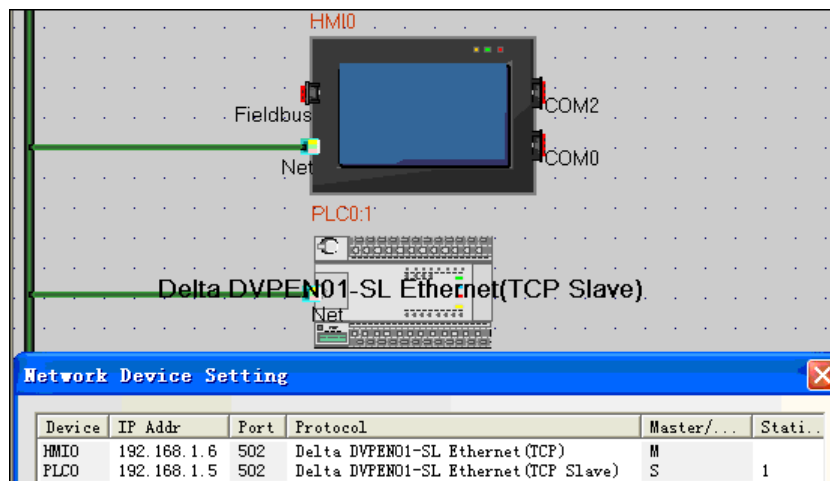 HMI0
Fieldbus
COM2
Net
COM0
PLC0:1
Delta DVPEN01-SL Ethernet(TCP Slave)
Net
Network Device Setting
Device IP Addr Port Protocol Master/... Stati..
HMI0 192.168.1.6 502 Delta DVPEN01-SL Ethernet(TCP) M
PLC0 192.168.1.5 502 Delta DVPEN01-SL Ethernet(TCP Slave) S 1